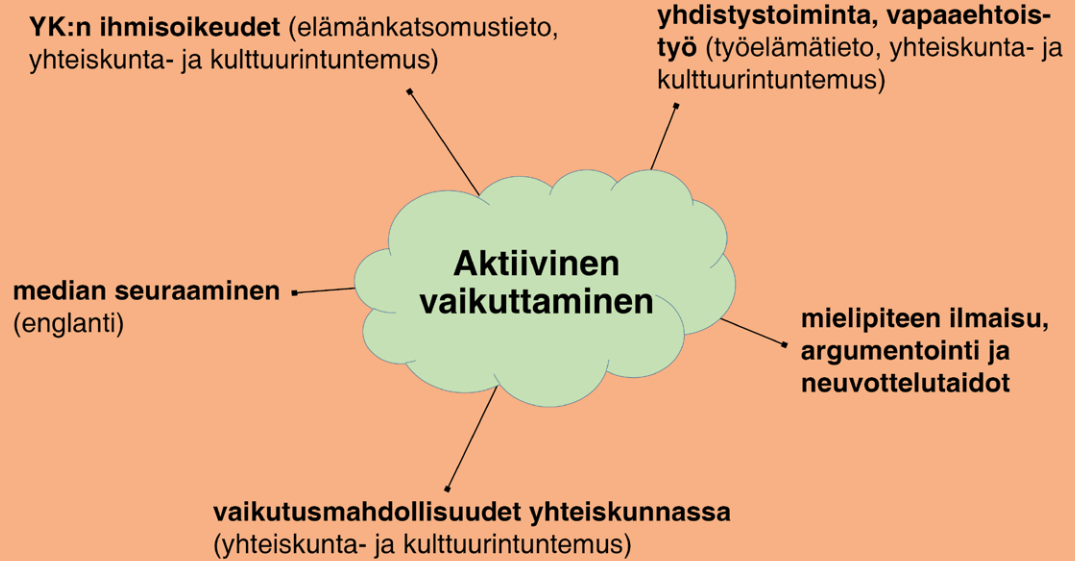 YK:n ihmisoikeudet (elämänkatsomustieto,
yhteiskunta- ja kulttuurintuntemus)
yhdistystoiminta, vapaaehtois-
työ (työelämätieto, yhteiskunta- ja
kulttuurintuntemus)
Aktiivinen
vaikuttaminen
median seuraaminen
(englanti)
mielipiteen ilmaisu,
argumentointi ja
neuvottelutaidot
vaikutusmahdollisuudet yhteiskunnassa
(yhteiskunta- ja kulttuurintuntemus)